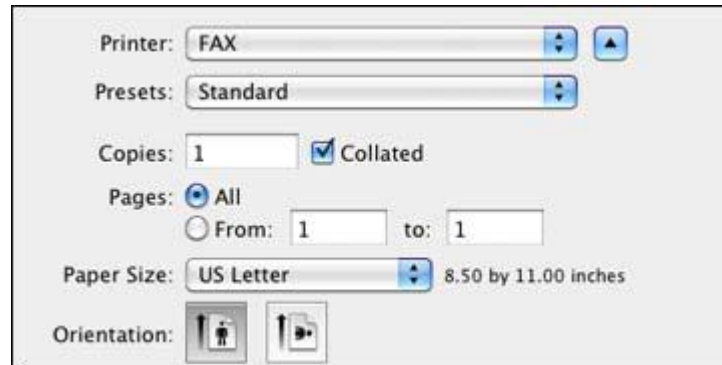 Printer: FAX
Presets: Standard
Copies: 1 Collated
Pages: All
From: 1 to: 1
Paper Size: US Letter 8.50 by 11.00 inches
Orientation: